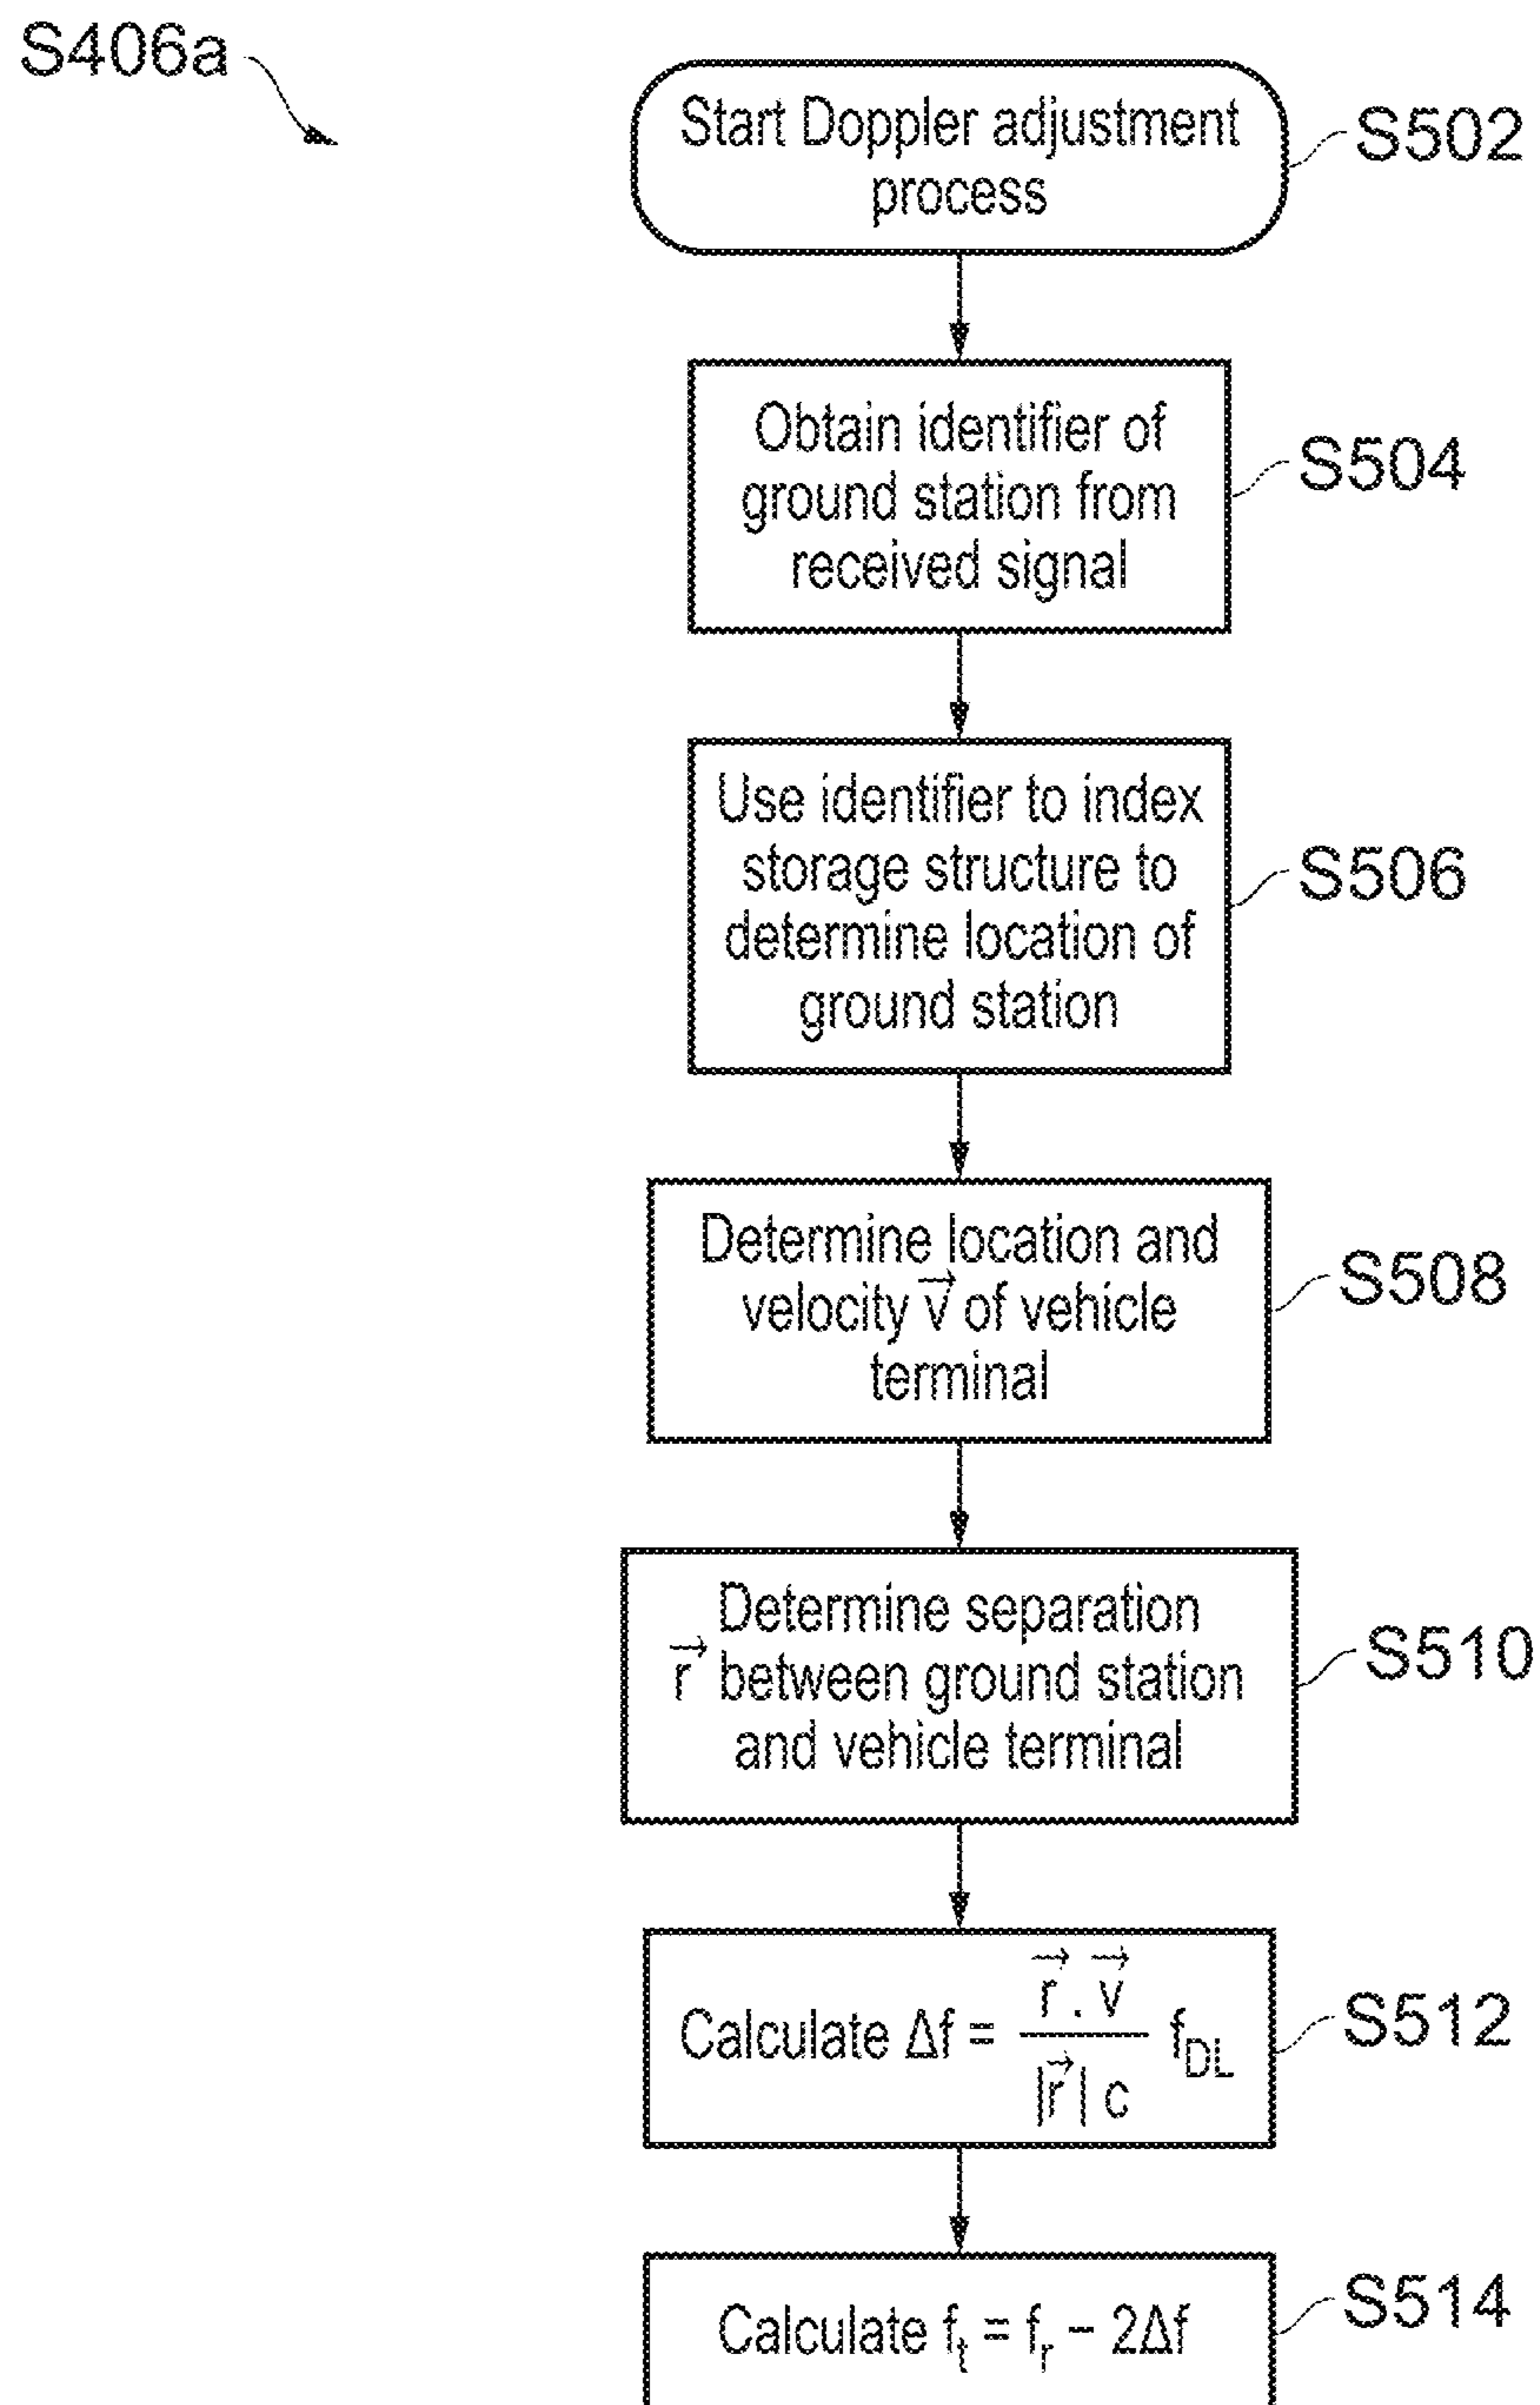 S406a
Start Doppler adjustment
process
S502
Obtain identifier of
ground station from
received signal
S504
Use identifier to index
storage structure to
determine location of
ground station
S506
Determine location and
velocity v⃗ of vehicle
terminal
S508
Determine separation
r⃗ between ground station
and vehicle terminal
S510
Calculate Δf = (r⃗ . v⃗) / (|r⃗| c) f_DL
S512
Calculate f_t = f_r − 2Δf
S514